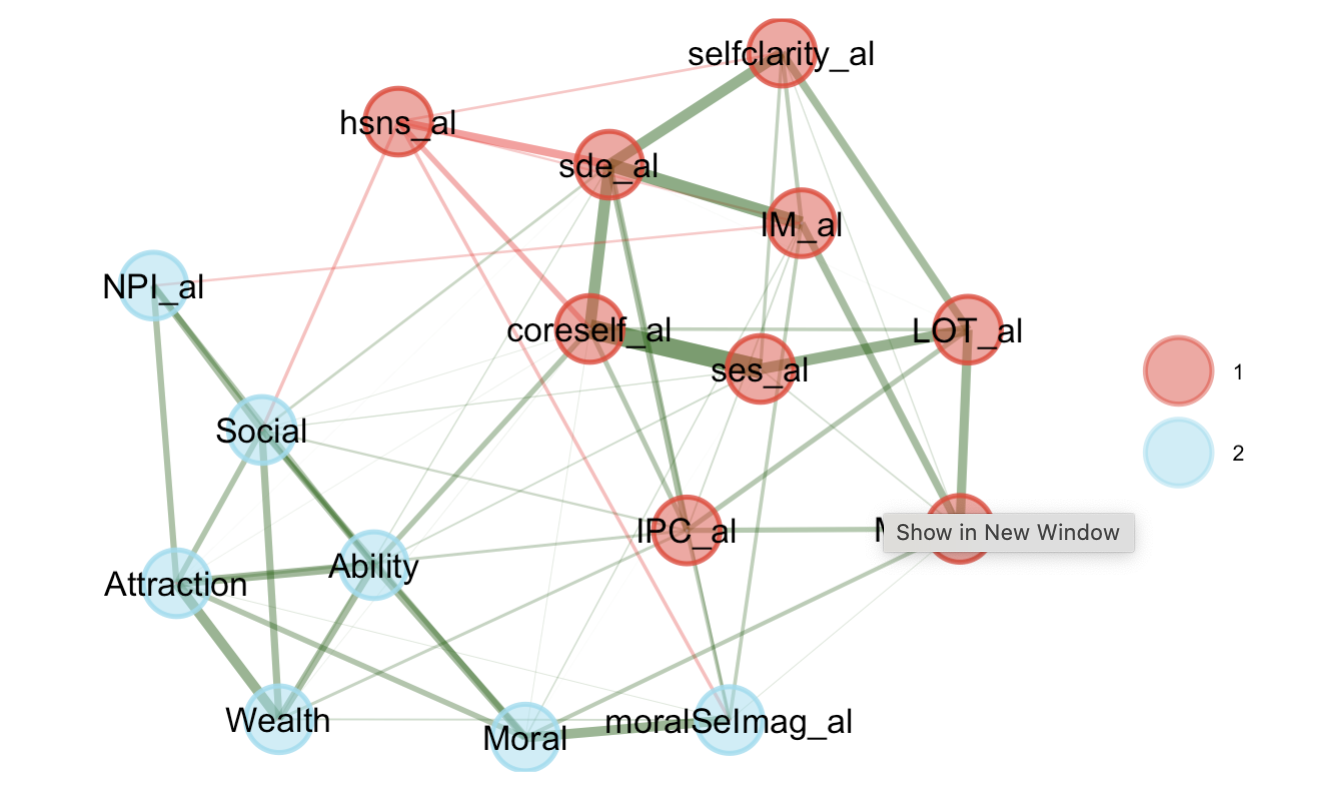 selfclarity_al
hsns_al
sde_al
IM_al
NPI_al
coreself_al
LOT_al
ses_al
1
Social
2
IPC_al
Show in New Window
Ability
Attraction
Wealth
moralSeImag_al
Moral